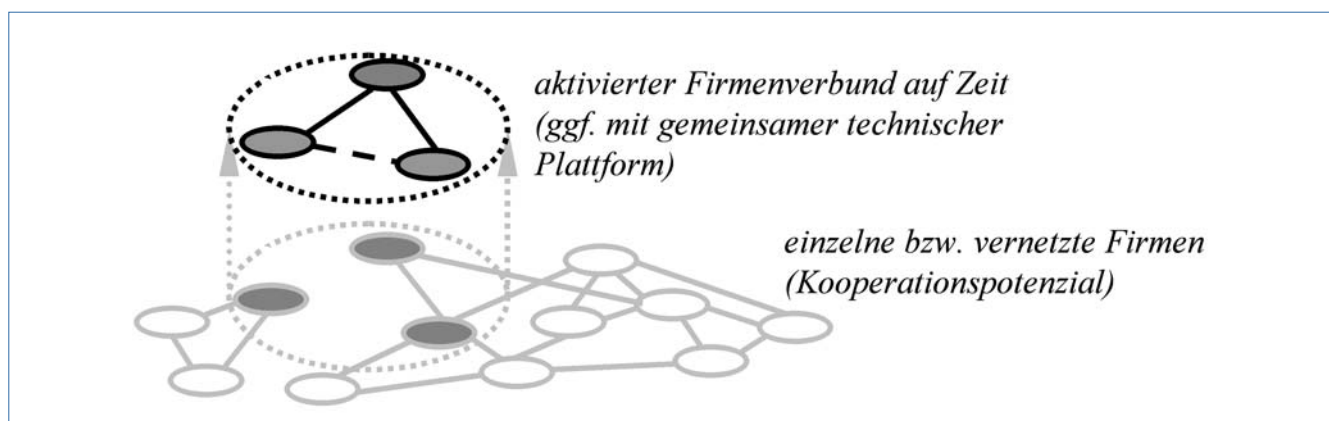 aktivierter Firmenverbund auf Zeit
(ggf. mit gemeinsamer technischer
Plattform)
einzelne bzw. vernetzte Firmen
(Kooperationspotenzial)